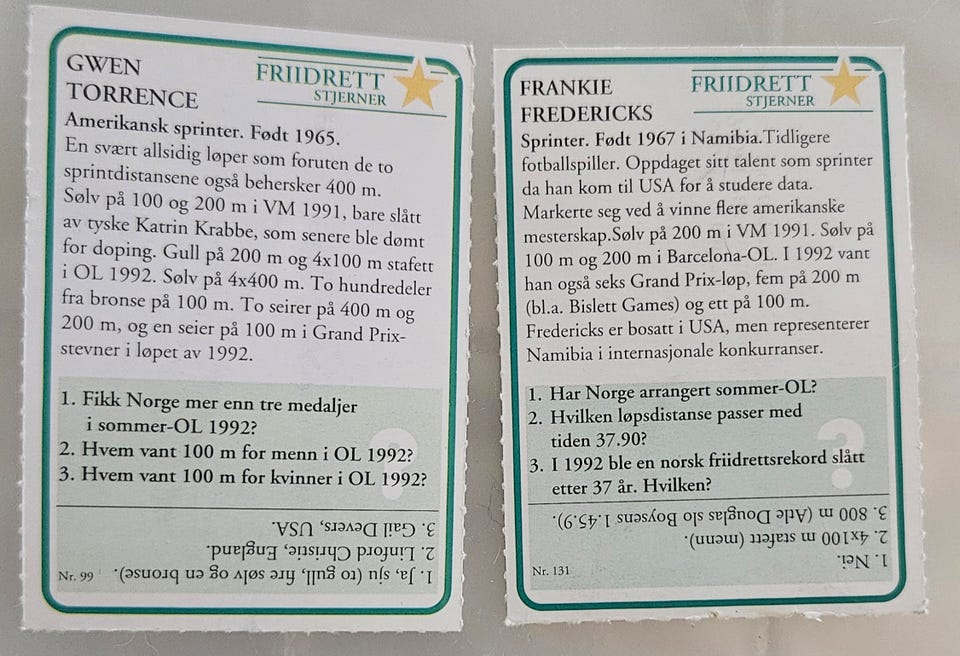 GWEN
TORRENCE
FRIIDRETT
STJERNER
Amerikansk sprinter. Født 1965.
En svært allsidig løper som foruten de to
sprintdistansene også behersker 400 m.
Sølv på 100 og 200 m i VM 1991, bare slått
av tyske Katrin Krabbe, som senere ble dømt
for doping. Gull på 200 m og 4x100 m stafett
i OL 1992. Sølv på 4x400 m. To hundredeler
fra bronse på 100 m. To seirer på 400 m og
200 m, og en seier på 100 m i Grand Prix-
stevner i løpet av 1992.
1. Fikk Norge mer enn tre medaljer
i sommer-OL 1992?
2. Hvem vant 100 m for menn i OL 1992?
3. Hvem vant 100 m for kvinner i OL 1992?
1. Ja, sju (to gull, fire sølv og en bronse).
2. Linford Christie, England.
3. Gail Devers, USA.
Nr. 99
FRANKIE
FREDERICKS
FRIIDRETT
STJERNER
Sprinter. Født 1967 i Namibia.Tidligere
fotballspiller. Oppdaget sitt talent som sprinter
da han kom til USA for å studere data.
Markerte seg ved å vinne flere amerikanske
mesterskap.Sølv på 200 m i VM 1991. Sølv på
100 m og 200 m i Barcelona-OL. I 1992 vant
han også seks Grand Prix-løp, fem på 200 m
(bl.a. Bislett Games) og ett på 100 m.
Fredericks er bosatt i USA, men representerer
Namibia i internasjonale konkurranser.
1. Har Norge arrangert sommer-OL?
2. Hvilken løpsdistanse passer med
tiden 37.90?
3. I 1992 ble en norsk friidrettsrekord slått
etter 37 år. Hvilken?
1. Nei.
2. 4x100 m stafett (menn).
3. 800 m (Atle Douglas slo Boysens 1.45.9).
Nr. 131